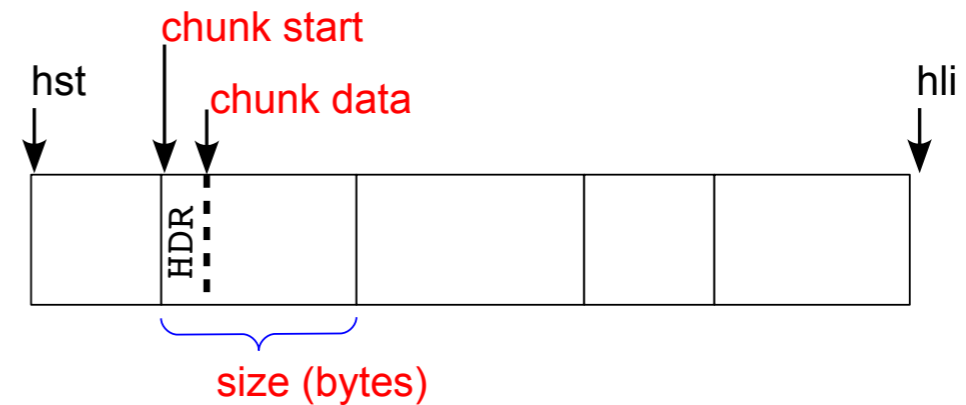 chunk start
hst
chunk data
hli
HDR
size (bytes)